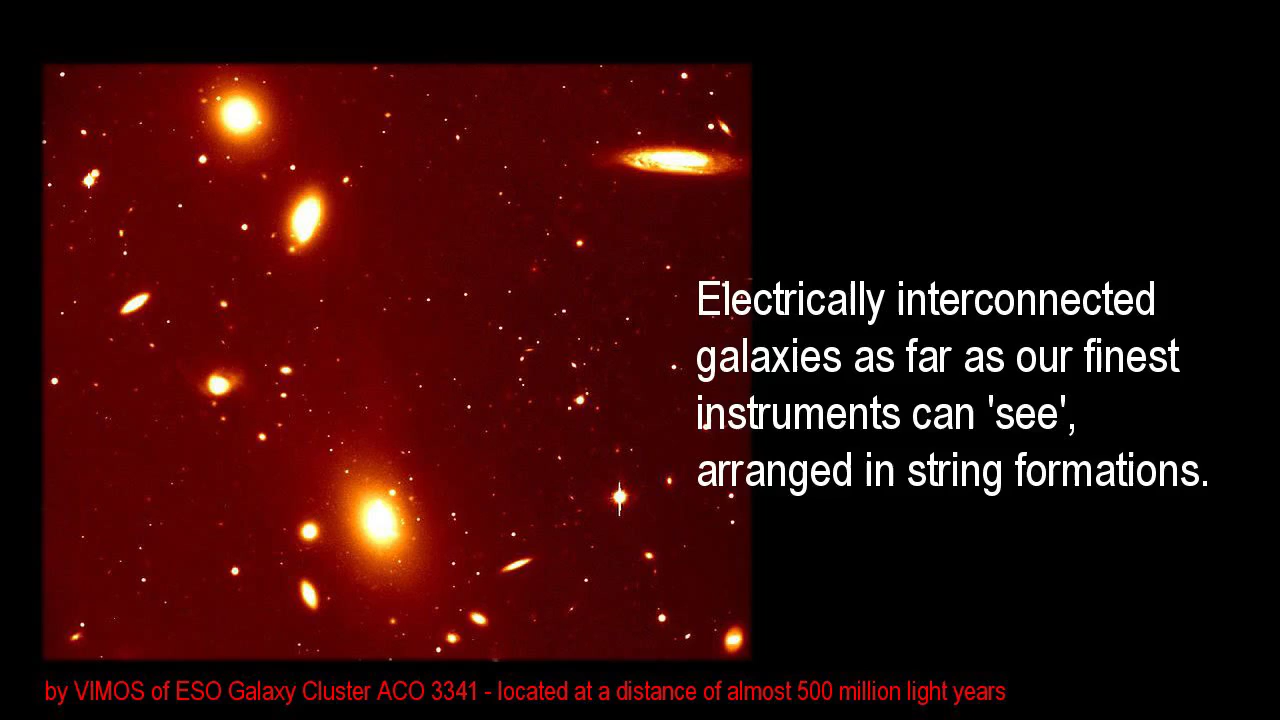 Electrically interconnected
galaxies as far as our finest
instruments can 'see',
arranged in string formations.
by VIMOS of ESO Galaxy Cluster ACO 3341 - located at a distance of almost 500 million light years